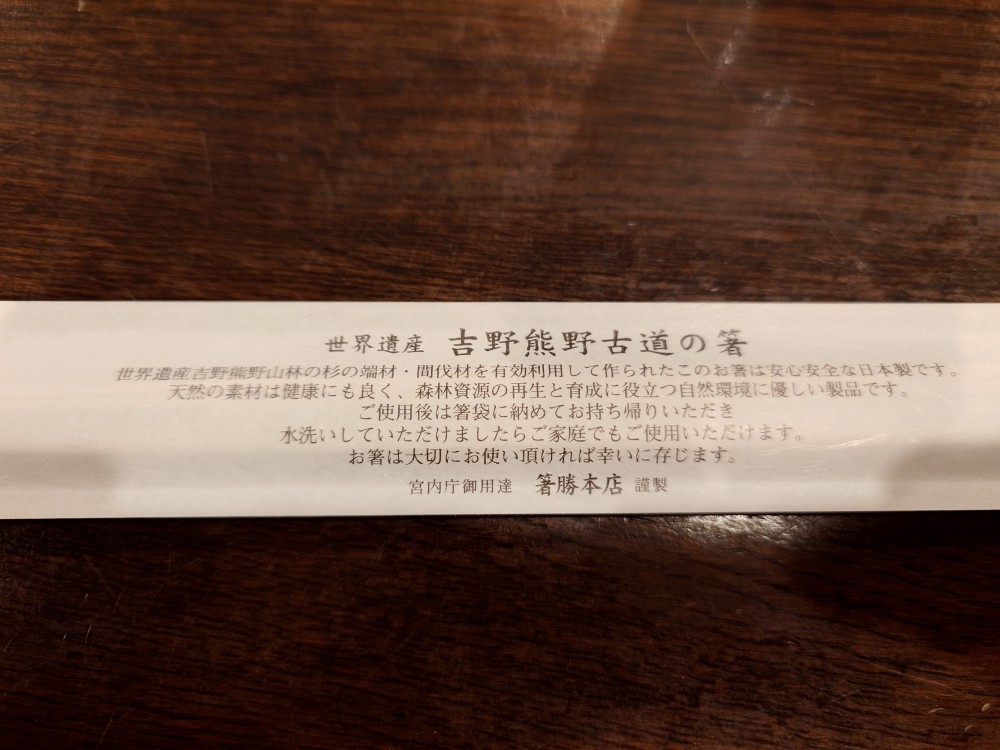 世界遺産 吉野熊野古道の箸
世界遺産吉野熊野山林の杉の端材・間伐材を有効利用して作られたこのお箸は安心安全な日本製です。
天然の素材は健康にも良く、森林資源の再生と育成に役立つ自然環境に優しい製品です。
ご使用後は箸袋に納めてお持ち帰りいただき
水洗いしていただけましたらご家庭でもご使用いただけます。
お箸は大切にお使い頂ければ幸いに存じます。
宮内庁御用達 箸勝本店 謹製